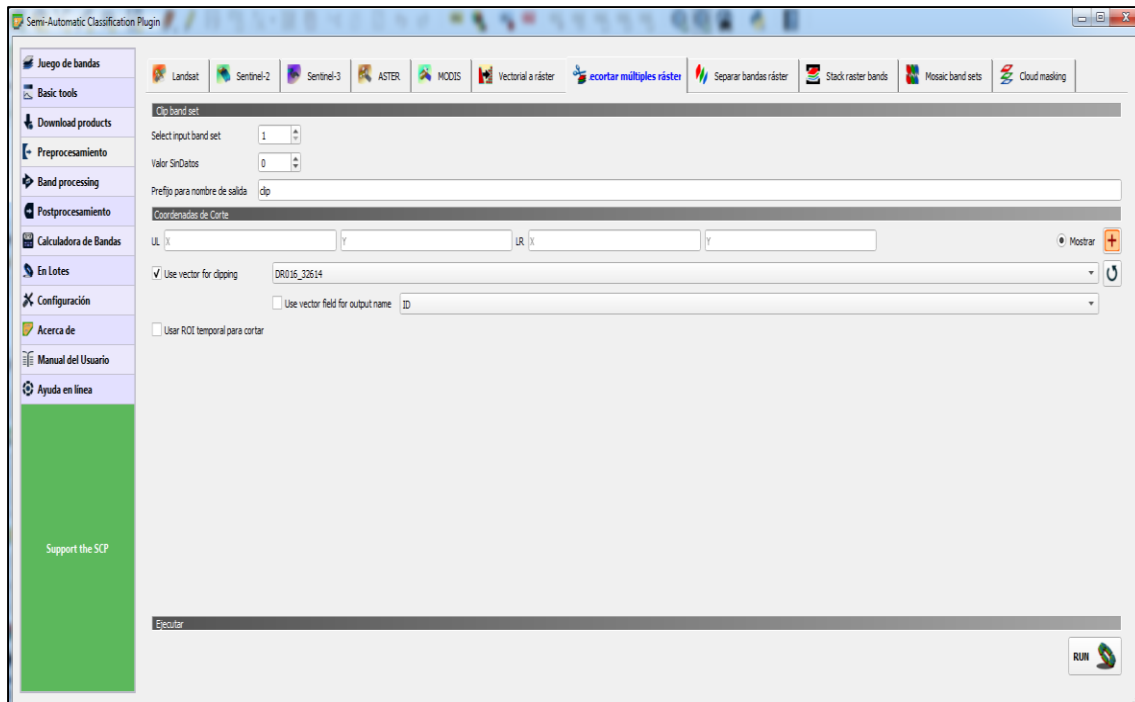 Semi-Automatic Classification Plugin
Juego de bandas
Basic tools
Download products
Preprocesamiento
Band processing
Postprocesamiento
Calculadora de Bandas
En Lotes
Configuración
Acerca de
Manual del Usuario
Ayuda en línea
Support the SCP
Landsat
Sentinel-2
Sentinel-3
ASTER
MODIS
Vectorial a ráster
ecortar múltiples ráster
Separar bandas ráster
Stack raster bands
Mosaic band sets
Cloud masking
Clip band set
Select input band set 1
Valor SinDatos 0
Prefijo para nombre de salida clip
Coordenadas de Corte
UL X Y LR X Y Mostrar +
Use vector for clipping DR016_32614
Use vector field for output name ID
Usar ROI temporal para cortar
Ejecutar
RUN